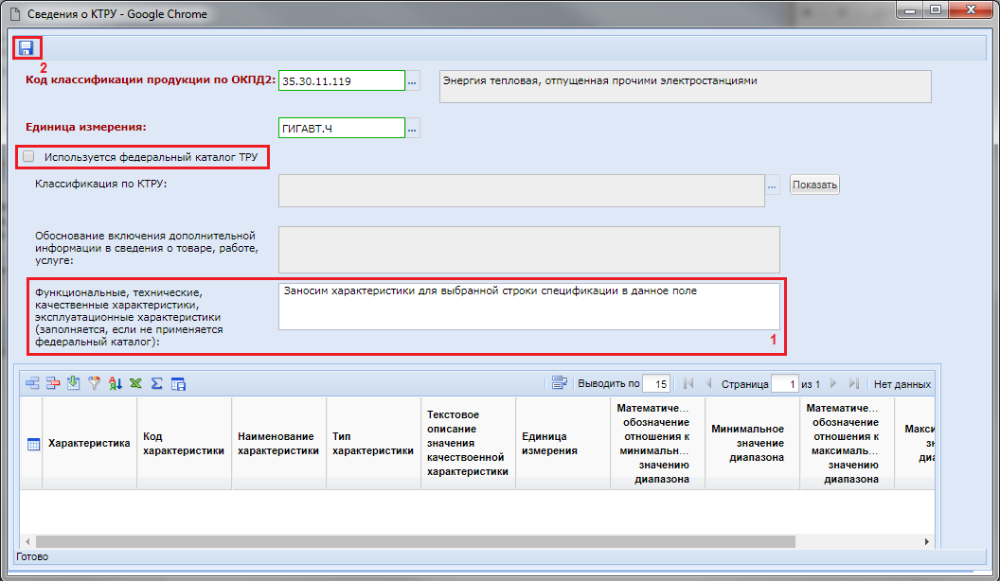 Сведения о КТРУ - Google Chrome
2
Код классификации продукции по ОКПД2:
35.30.11.119
...
Энергия тепловая, отпущенная прочими электростанциями
Единица измерения:
ГИГАВТ.Ч
...
Используется федеральный каталог ТРУ
Классификация по КТРУ:
...
Показать
Обоснование включения дополнительной
информации в сведения о товаре, работе,
услуге:
Функциональные, технические,
качественные характеристики,
эксплуатационные характеристики
(заполняется, если не применяется
федеральный каталог):
Заносим характеристики для выбранной строки спецификации в данное поле
1
Выводить по 15
Страница 1 из 1
Нет данных
Характеристика
Код
характеристики
Наименование
характеристики
Тип
характеристики
Текстовое
описание
значения
качествоенной
характеристики
Единица
измерения
Математиче...
обозначение
отношения к
минимальн...
значению
диапазона
Минимальное
значение
диапазона
Математиче...
обозначение
отношения к
максималь...
значению
диапазона
Макси
зн
диа
Готово